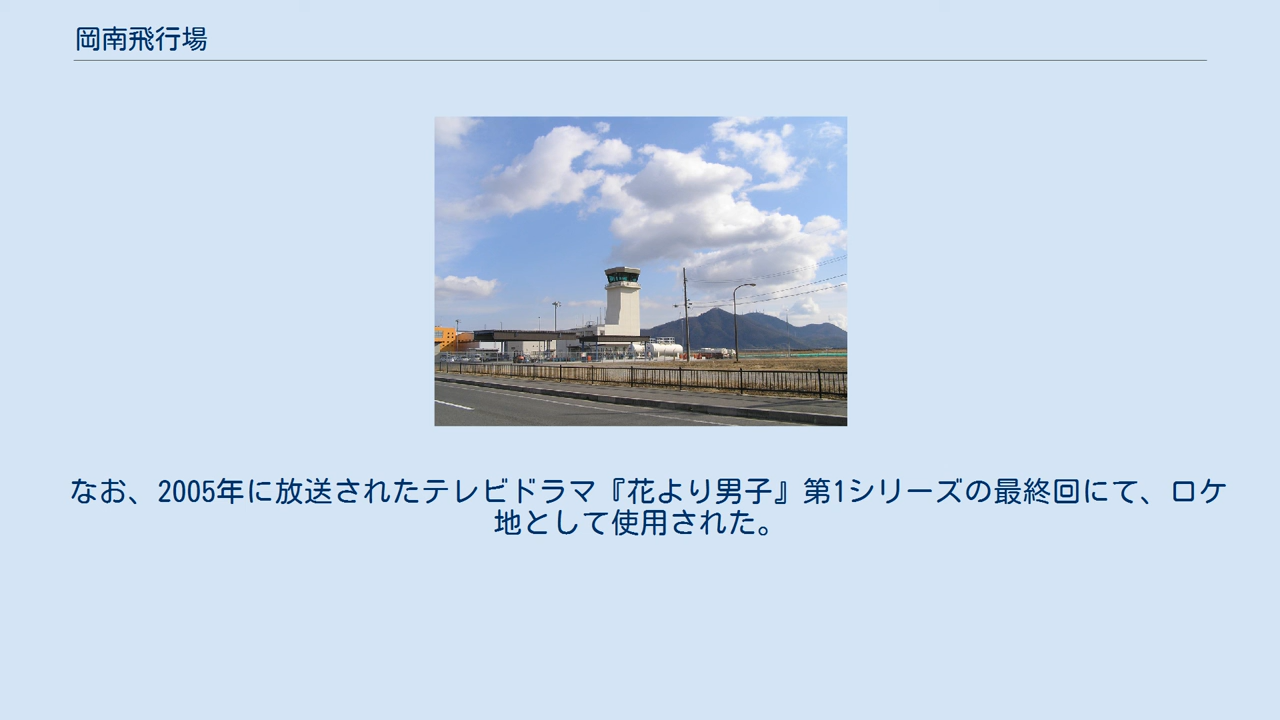 岡南飛行場
なお、2005年に放送されたテレビドラマ『花より男子』第1シリーズの最終回にて、ロケ
地として使用された。